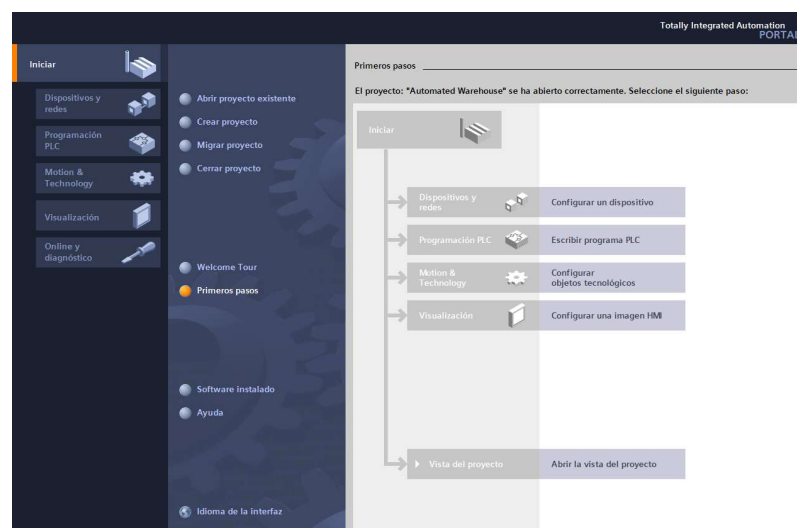 Totally Integrated Automation
PORTAL
Iniciar
Dispositivos y
redes
Programación
PLC
Motion &
Technology
Visualización
Online y
diagnóstico
Abrir proyecto existente
Crear proyecto
Migrar proyecto
Cerrar proyecto
Welcome Tour
Primeros pasos
Software instalado
Ayuda
Idioma de la interfaz
Primeros pasos
El proyecto: "Automated Warehouse" se ha abierto correctamente. Seleccione el siguiente paso:
Iniciar
Dispositivos y
redes
Configurar un dispositivo
Programación PLC
Escribir programa PLC
Motion &
Technology
Configurar
objetos tecnológicos
Visualización
Configurar una imagen HMI
Vista del proyecto
Abrir la vista del proyecto